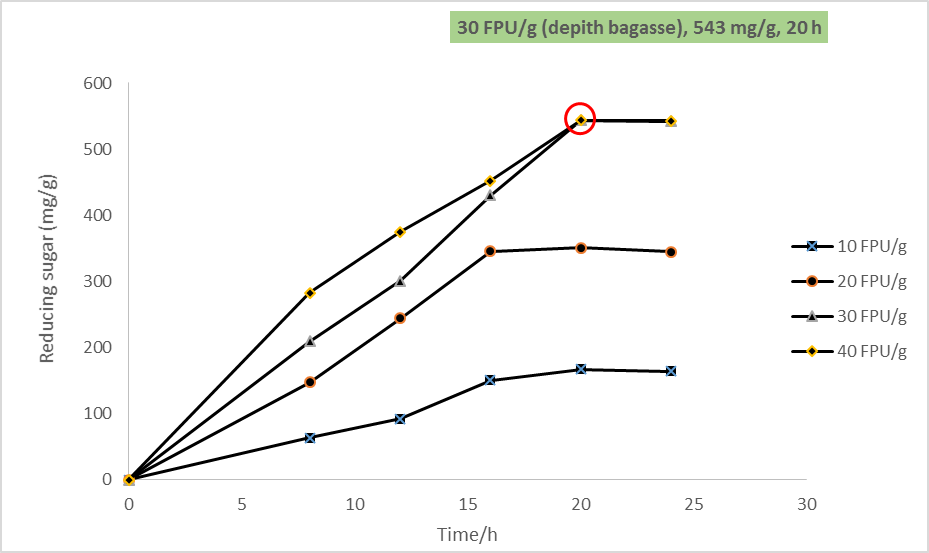 30 FPU/g (depith bagasse), 543 mg/g, 20 h
600
500
400
300
200
100
0
Reducing sugar (mg/g)
0 5 10 15 20 25 30
Time/h
10 FPU/g
20 FPU/g
30 FPU/g
40 FPU/g